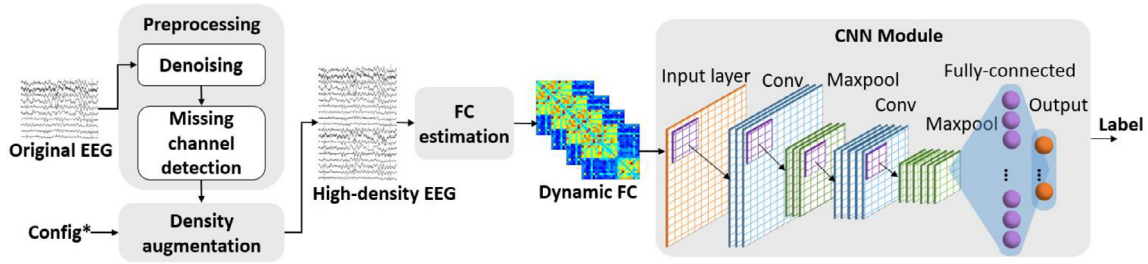 Preprocessing
Denoising
Missing
channel
detection
Original EEG
Config*
Density
augmentation
High-density EEG
FC
estimation
Dynamic FC
CNN Module
Input layer
Conv
Maxpool
Conv
Maxpool
Fully-connected
Output
Label